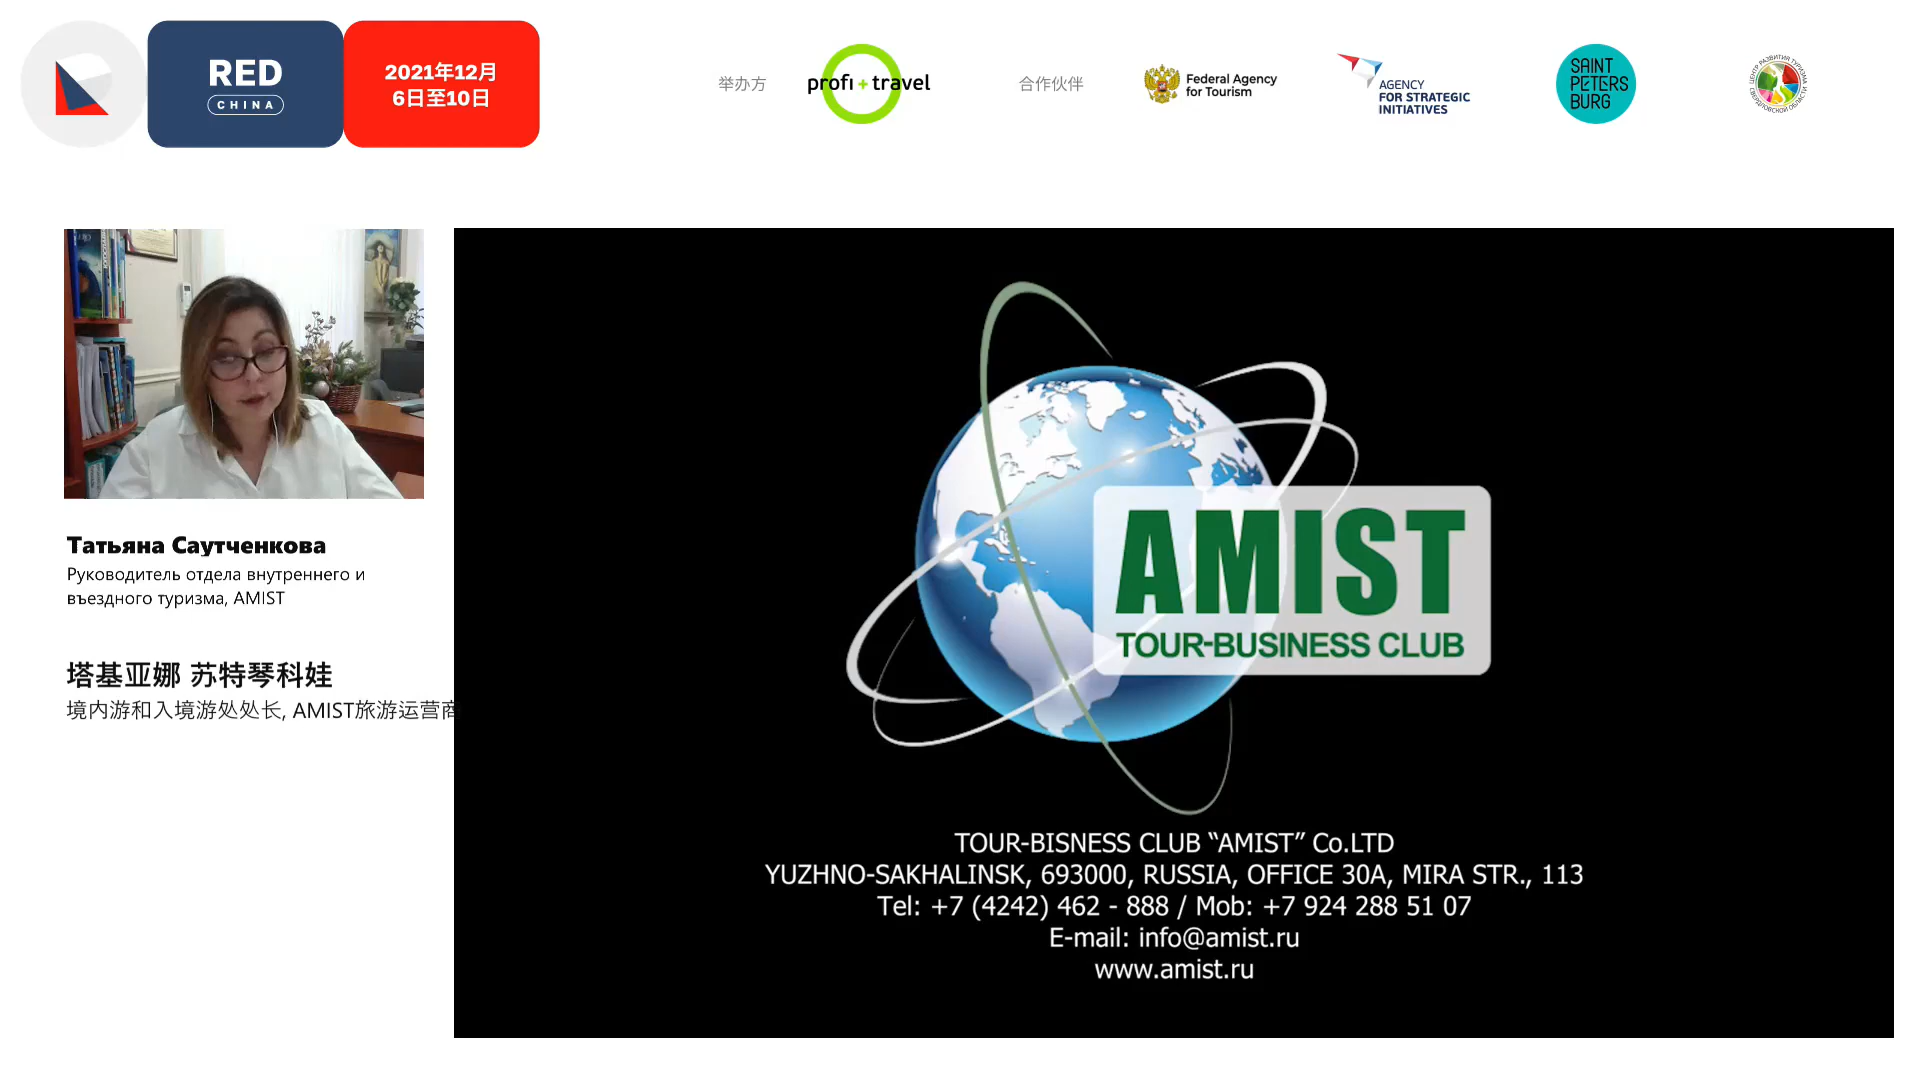 RED
CHINA
2021年12月
6日至10日
举办方
profi + travel
合作伙伴
Federal Agency
for Tourism
AGENCY
FOR STRATEGIC
INITIATIVES
SAINT
PETERS
BURG
ЦЕНТР РАЗВИТИЯ ТУРИЗМА
СВЕРДЛОВСКОЙ ОБЛАСТИ
Татьяна Саутченкова
Руководитель отдела внутреннего и
въездного туризма, AMIST
塔基亚娜 苏特琴科娃
境内游和入境游处处长, AMIST旅游运营商
AMIST
TOUR-BUSINESS CLUB
TOUR-BISNESS CLUB “AMIST” Co.LTD
YUZHNO-SAKHALINSK, 693000, RUSSIA, OFFICE 30A, MIRA STR., 113
Tel: +7 (4242) 462 - 888 / Mob: +7 924 288 51 07
E-mail: info@amist.ru
www.amist.ru